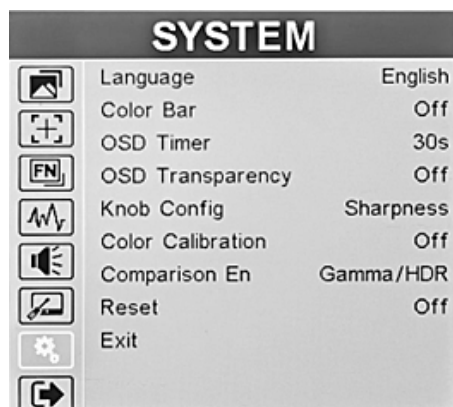 SYSTEM
Language English
Color Bar Off
OSD Timer 30s
FN OSD Transparency Off
Knob Config Sharpness
Color Calibration Off
Comparison En Gamma/HDR
Reset Off
Exit